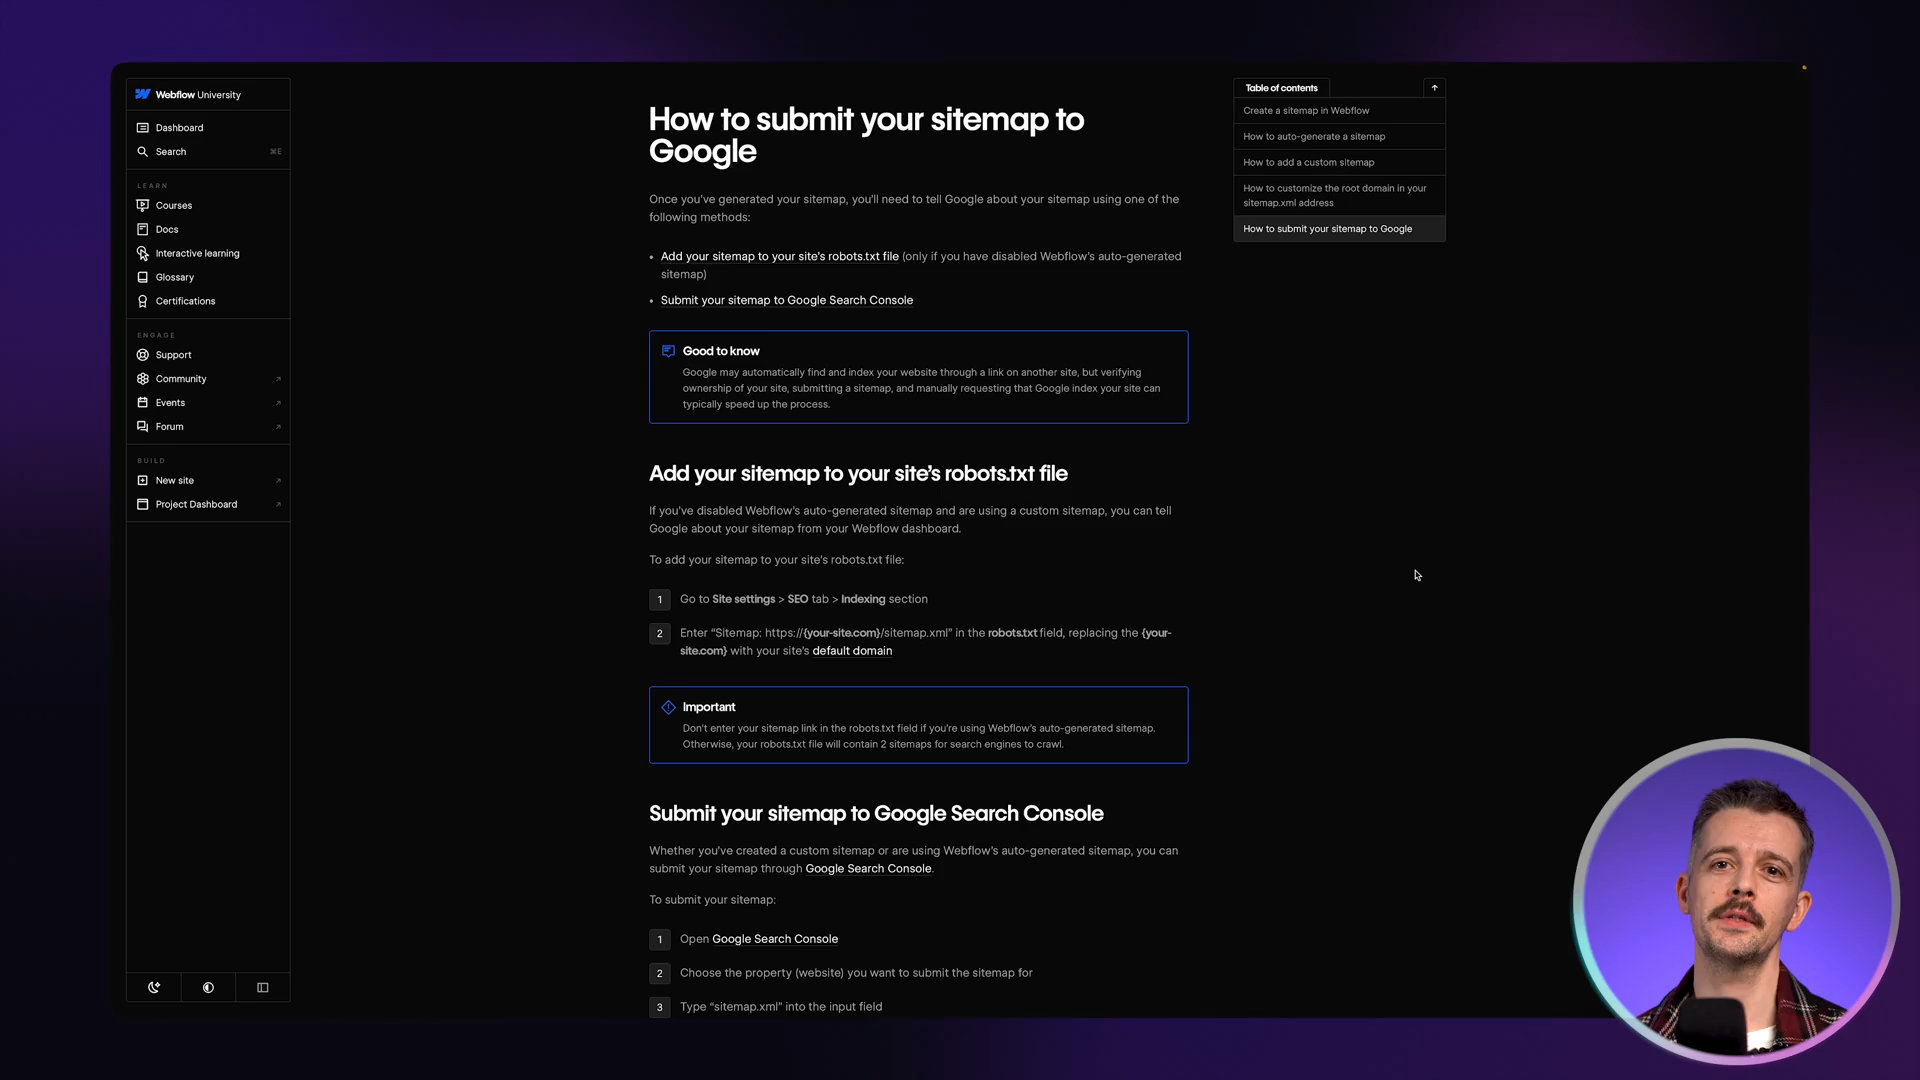 Webflow University
Dashboard
Search ⌘E
LEARN
Courses
Docs
Interactive learning
Glossary
Certifications
ENGAGE
Support
Community
Events
Forum
BUILD
New site
Project Dashboard
How to submit your sitemap to
Google
Once you've generated your sitemap, you'll need to tell Google about your sitemap using one of the
following methods:
• Add your sitemap to your site's robots.txt file (only if you have disabled Webflow's auto-generated
sitemap)
• Submit your sitemap to Google Search Console
Good to know
Google may automatically find and index your website through a link on another site, but verifying
ownership of your site, submitting a sitemap, and manually requesting that Google index your site can
typically speed up the process.
Add your sitemap to your site's robots.txt file
If you've disabled Webflow's auto-generated sitemap and are using a custom sitemap, you can tell
Google about your sitemap from your Webflow dashboard.
To add your sitemap to your site's robots.txt file:
1 Go to Site settings > SEO tab > Indexing section
2 Enter “Sitemap: https://{your-site.com}/sitemap.xml” in the robots.txt field, replacing the {your-
site.com} with your site's default domain
Important
Don't enter your sitemap link in the robots.txt field if you're using Webflow's auto-generated sitemap.
Otherwise, your robots.txt file will contain 2 sitemaps for search engines to crawl.
Submit your sitemap to Google Search Console
Whether you've created a custom sitemap or are using Webflow's auto-generated sitemap, you can
submit your sitemap through Google Search Console.
To submit your sitemap:
1 Open Google Search Console
2 Choose the property (website) you want to submit the sitemap for
3 Type “sitemap.xml” into the input field
Table of contents
Create a sitemap in Webflow
How to auto-generate a sitemap
How to add a custom sitemap
How to customize the root domain in your
sitemap.xml address
How to submit your sitemap to Google